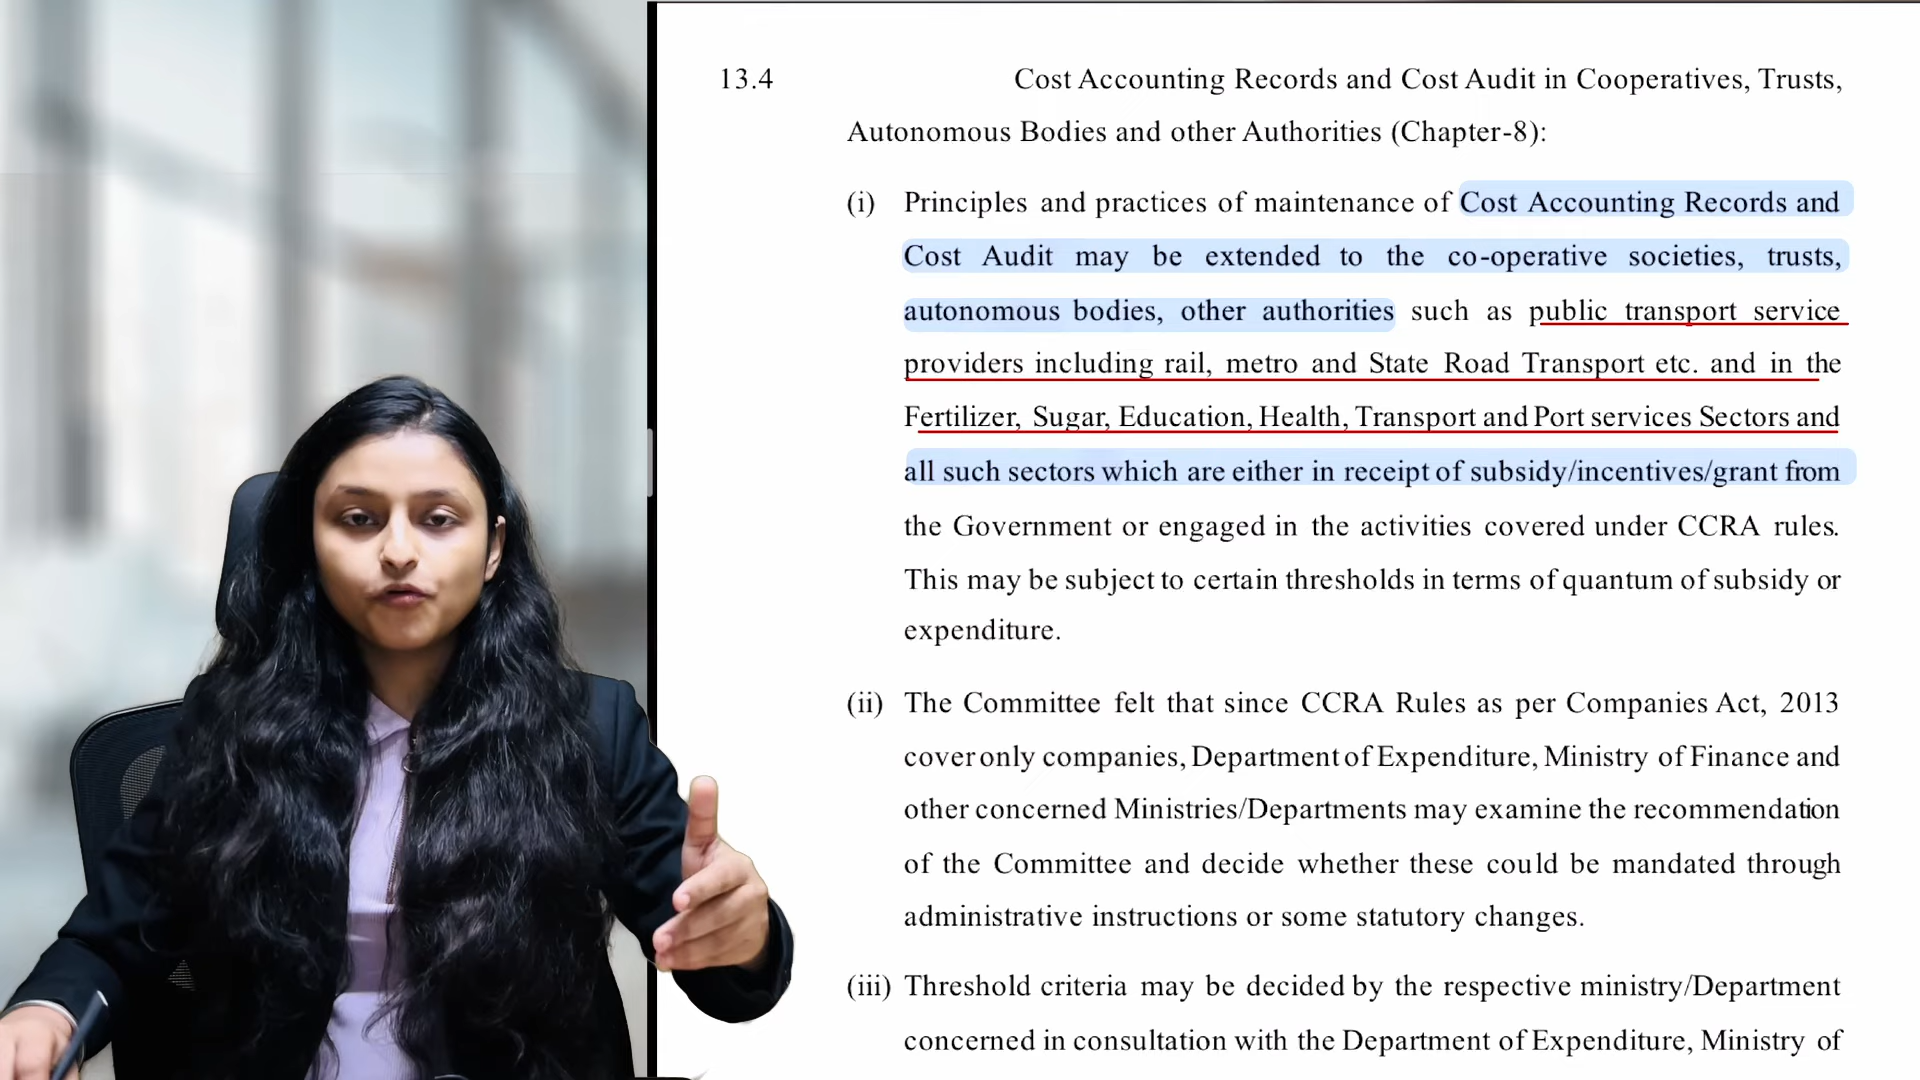 13.4 Cost Accounting Records and Cost Audit in Cooperatives, Trusts,
Autonomous Bodies and other Authorities (Chapter-8):
(i) Principles and practices of maintenance of Cost Accounting Records and
Cost Audit may be extended to the co-operative societies, trusts,
autonomous bodies, other authorities such as public transport service
providers including rail, metro and State Road Transport etc. and in the
Fertilizer, Sugar, Education, Health, Transport and Port services Sectors and
all such sectors which are either in receipt of subsidy/incentives/grant from
the Government or engaged in the activities covered under CCRA rules.
This may be subject to certain thresholds in terms of quantum of subsidy or
expenditure.
(ii) The Committee felt that since CCRA Rules as per Companies Act, 2013
cover only companies, Department of Expenditure, Ministry of Finance and
other concerned Ministries/Departments may examine the recommendation
of the Committee and decide whether these could be mandated through
administrative instructions or some statutory changes.
(iii) Threshold criteria may be decided by the respective ministry/Department
concerned in consultation with the Department of Expenditure, Ministry of